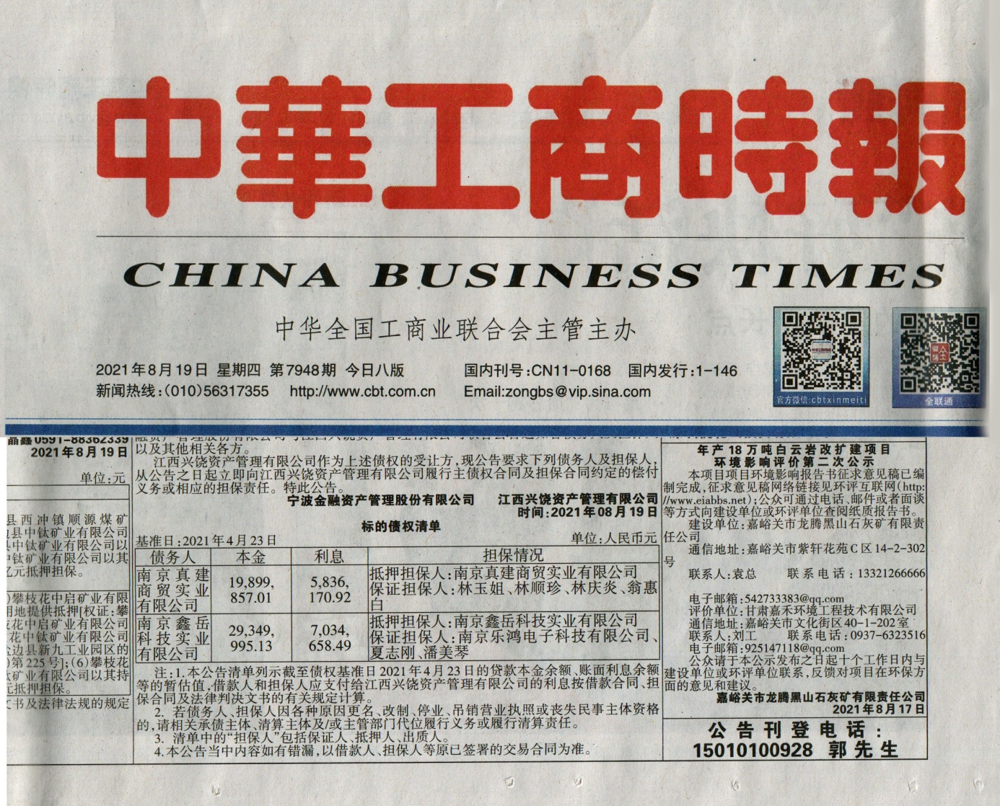 中華工商時報
CHINA BUSINESS TIMES
中华全国工商业联合会主管主办
2021年8月19日 星期四 第7948期 今日八版
国内刊号:CN11-0168 国内发行:1-146
新闻热线:(010)56317355 http://www.cbt.com.cn
Email:zongbs@vip.sina.com
官方微信:cbtxinmeiti
全联通
晶鑫0591-88362339
2021年8月19日
单位:元
县西冲镇顺源煤矿
边县中钛矿业有限公司
县中钛矿业有限公司以
中钛矿业有限公司以其
亿元抵押担保。
)攀枝花中启矿业有限
用地提供抵押[权证:攀
枝花中启矿业有限公司
花中钛矿业有限公司
盐边县新九工业园区的
)第225号];(6)攀枝花
钛矿业有限公司以其持
元抵押担保。
文书及法律法规的规定
以及其他相关各方。
江西兴饶资产管理有限公司作为上述债权的受让方,现公告要求下列债务人及担保人,
从公告之日起立即向江西兴饶资产管理有限公司履行主债权合同及担保合同约定的偿付
义务或相应的担保责任。特此公告。
宁波金融资产管理股份有限公司 江西兴饶资产管理有限公司
时间:2021年08月19日
标的债权清单
基准日:2021年4月23日 单位:人民币元
债务人 本金 利息 担保情况
南京真建
商贸实业
有限公司
19,899,
857.01
5,836,
170.92
抵押担保人:南京真建商贸实业有限公司
保证担保人:林玉姐、林顺珍、林庆炎、翁惠
白
南京鑫岳
科技实业
有限公司
29,349,
995.13
7,034,
658.49
抵押担保人:南京鑫岳科技实业有限公司
保证担保人:南京乐鸿电子科技有限公司、
夏志刚、潘美琴
注:1.本公告清单列示截至债权基准日2021年4月23日的贷款本金余额、账面利息余额
等的暂估值,借款人和担保人应支付给江西兴饶资产管理有限公司的利息按借款合同、担
保合同及法律判决文书的有关规定计算。
2. 若债务人、担保人因各种原因更名、改制、停业、吊销营业执照或丧失民事主体资格
的,请相关承债主体、清算主体及/或主管部门代位履行义务或履行清算责任。
3. 清单中的“担保人”包括保证人、抵押人、出质人。
4.本公告当中内容如有错漏,以借款人、担保人等原已签署的交易合同为准。
年产18万吨白云岩改扩建项目
环境影响评价第二次公示
本项目项目环境影响报告书征求意见稿已编
制完成,征求意见稿网络链接见环评互联网(http:
//www.eiabbs.net);公众可通过电话、邮件或者面谈
等方式向建设单位或环评单位查阅纸质报告书。
建设单位:嘉峪关市龙腾黑山石灰矿有限责
任公司
通信地址:嘉峪关市紫轩花苑C区14-2-302
号
联系人:袁总 联系电话:13321266666
电子邮箱:542733383@qq.com
评价单位:甘肃嘉禾环境工程技术有限公司
通信地址:嘉峪关市文化街区40-1-202室
联系人:刘工 联系电话:0937-6323516
电子邮箱:925147118@qq.com
公众请于本公示发布之日起十个工作日内与
建设单位或环评单位联系,反馈对项目在环保方
面的意见和建议。
嘉峪关市龙腾黑山石灰矿有限责任公司
2021年8月17日
公告刊登电话:
15010100928 郭先生